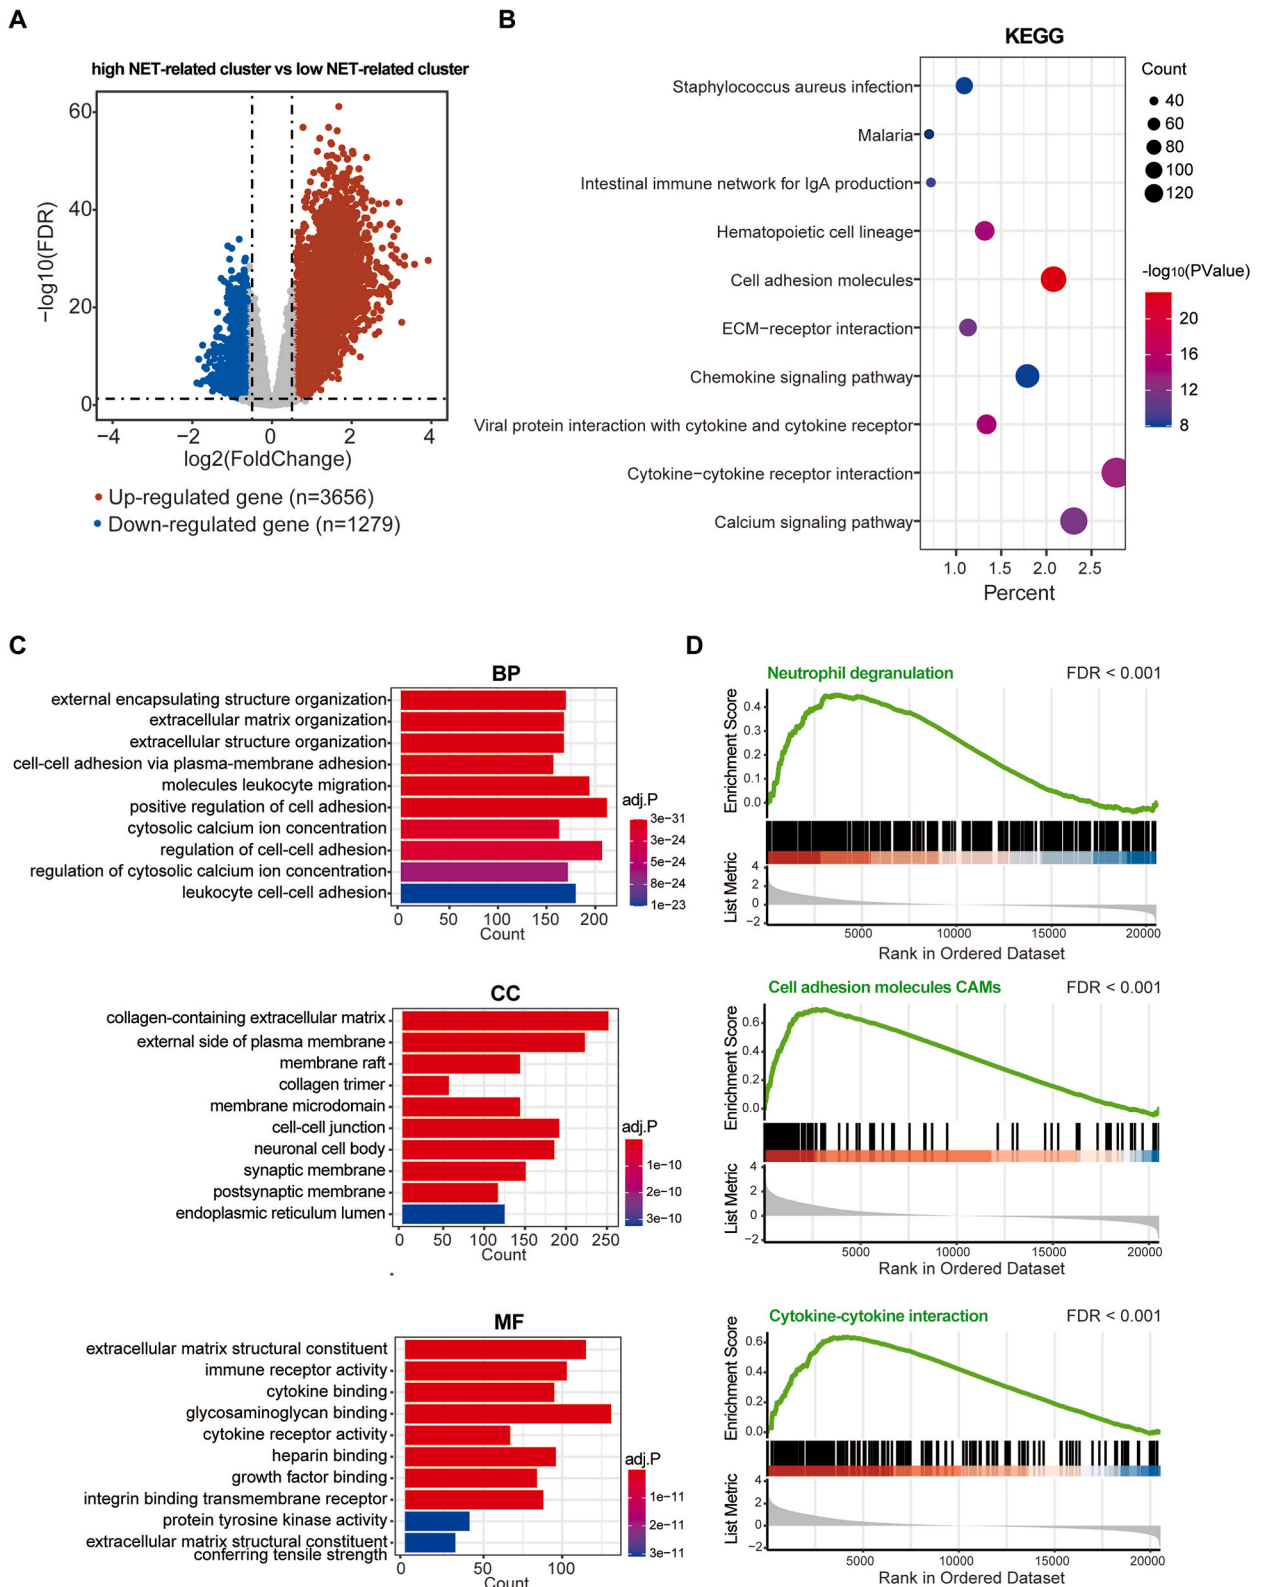 A
high NET-related cluster vs low NET-related cluster
−log10(FDR)
60
40
20
0
−4
−2
0
2
4
log2(FoldChange)
Up-regulated gene (n=3656)
Down-regulated gene (n=1279)
B
KEGG
Staphylococcus aureus infection
Malaria
Intestinal immune network for IgA production
Hematopoietic cell lineage
Cell adhesion molecules
ECM−receptor interaction
Chemokine signaling pathway
Viral protein interaction with cytokine and cytokine receptor
Cytokine−cytokine receptor interaction
Calcium signaling pathway
1.0
1.5
2.0
2.5
Percent
Count
40
60
80
100
120
-log10(PValue)
20
16
12
8
C
BP
external encapsulating structure organization
extracellular matrix organization
extracellular structure organization
cell-cell adhesion via plasma-membrane adhesion
molecules leukocyte migration
positive regulation of cell adhesion
cytosolic calcium ion concentration
regulation of cell-cell adhesion
regulation of cytosolic calcium ion concentration
leukocyte cell-cell adhesion
0
50
100
150
200
Count
adj.P
3e−31
3e−24
5e−24
8e−24
1e−23
CC
collagen-containing extracellular matrix
external side of plasma membrane
membrane raft
collagen trimer
membrane microdomain
cell-cell junction
neuronal cell body
synaptic membrane
postsynaptic membrane
endoplasmic reticulum lumen
0
50
100
150
200
250
Count
adj.P
1e−10
2e−10
3e−10
MF
extracellular matrix structural constituent
immune receptor activity
cytokine binding
glycosaminoglycan binding
cytokine receptor activity
heparin binding
growth factor binding
integrin binding transmembrane receptor
protein tyrosine kinase activity
extracellular matrix structural constituent
conferring tensile strength
0
50
100
Count
adj.P
1e−11
2e−11
3e−11
D
Neutrophil degranulation
FDR < 0.001
Enrichment Score
0.4
0.3
0.2
0.1
0.0
List Metric
4
2
0
−2
5000
10000
15000
20000
Rank in Ordered Dataset
Cell adhesion molecules CAMs
FDR < 0.001
Enrichment Score
0.6
0.4
0.2
0.0
List Metric
4
2
0
−2
5000
10000
15000
20000
Rank in Ordered Dataset
Cytokine-cytokine interaction
FDR < 0.001
Enrichment Score
0.6
0.4
0.2
0.0
List Metric
4
2
0
−2
5000
10000
15000
20000
Rank in Ordered Dataset